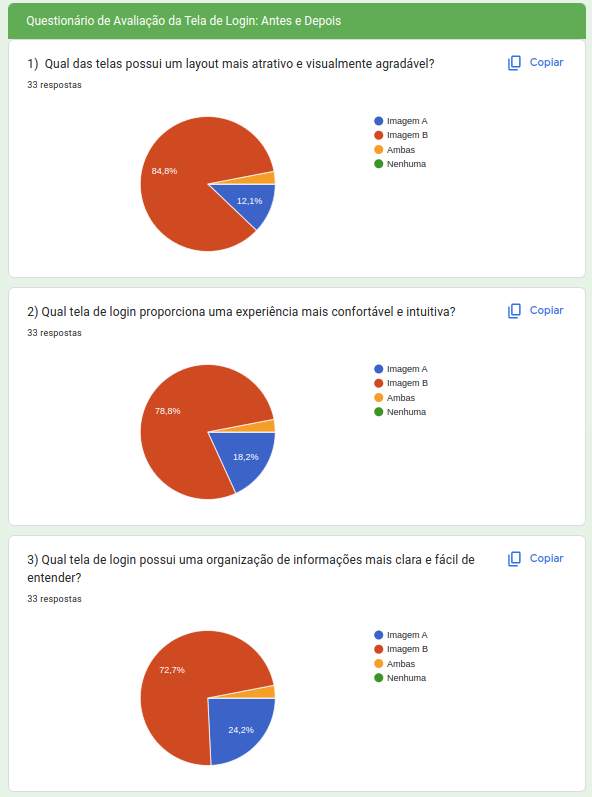 Questionário de Avaliação da Tela de Login: Antes e Depois
1) Qual das telas possui um layout mais atrativo e visualmente agradável?
Copiar
33 respostas
84,8%
12,1%
Imagem A
Imagem B
Ambas
Nenhuma
2) Qual tela de login proporciona uma experiência mais confortável e intuitiva?
Copiar
33 respostas
78,8%
18,2%
Imagem A
Imagem B
Ambas
Nenhuma
3) Qual tela de login possui uma organização de informações mais clara e fácil de
entender?
Copiar
33 respostas
72,7%
24,2%
Imagem A
Imagem B
Ambas
Nenhuma